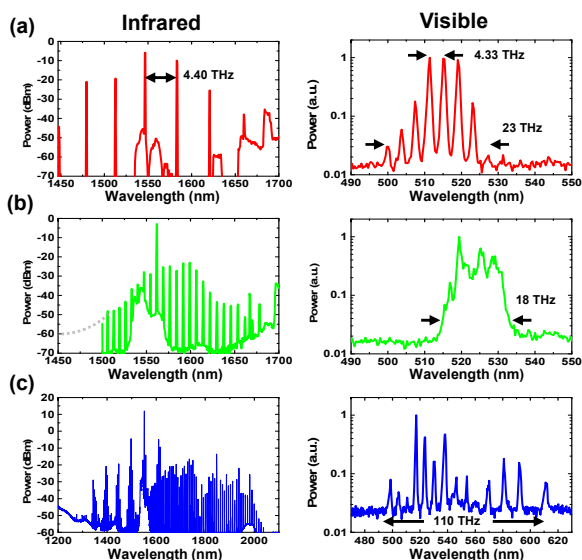 Infrared
Visible
(a)
0
-10
-20
-30
-40
-50
-60
-70
Power (dBm)
4.40 THz
1450 1500 1550 1600 1650 1700
Wavelength (nm)
1
0.1
0.01
Power (a.u.)
4.33 THz
23 THz
490 500 510 520 530 540 550
Wavelength (nm)
(b)
0
-10
-20
-30
-40
-50
-60
-70
Power (dBm)
1450 1500 1550 1600 1650 1700
Wavelength (nm)
1
0.1
0.01
Power (a.u.)
18 THz
490 500 510 520 530 540 550
Wavelength (nm)
(c)
20
10
0
-10
-20
-30
-40
-50
-60
Power (dBm)
1200 1400 1600 1800 2000
Wavelength (nm)
1
0.1
0.01
Power (a.u.)
110 THz
480 500 520 540 560 580 600 620
Wavelength (nm)